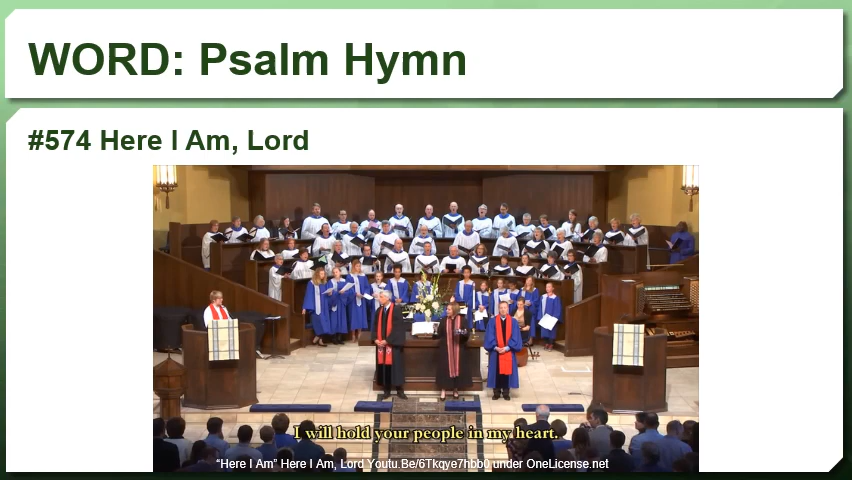 WORD: Psalm Hymn
#574 Here I Am, Lord
I will hold your people in my heart.
“Here I Am” Here I Am, Lord Youtu.Be/6Tkqye7hbb0 under OneLicense.net